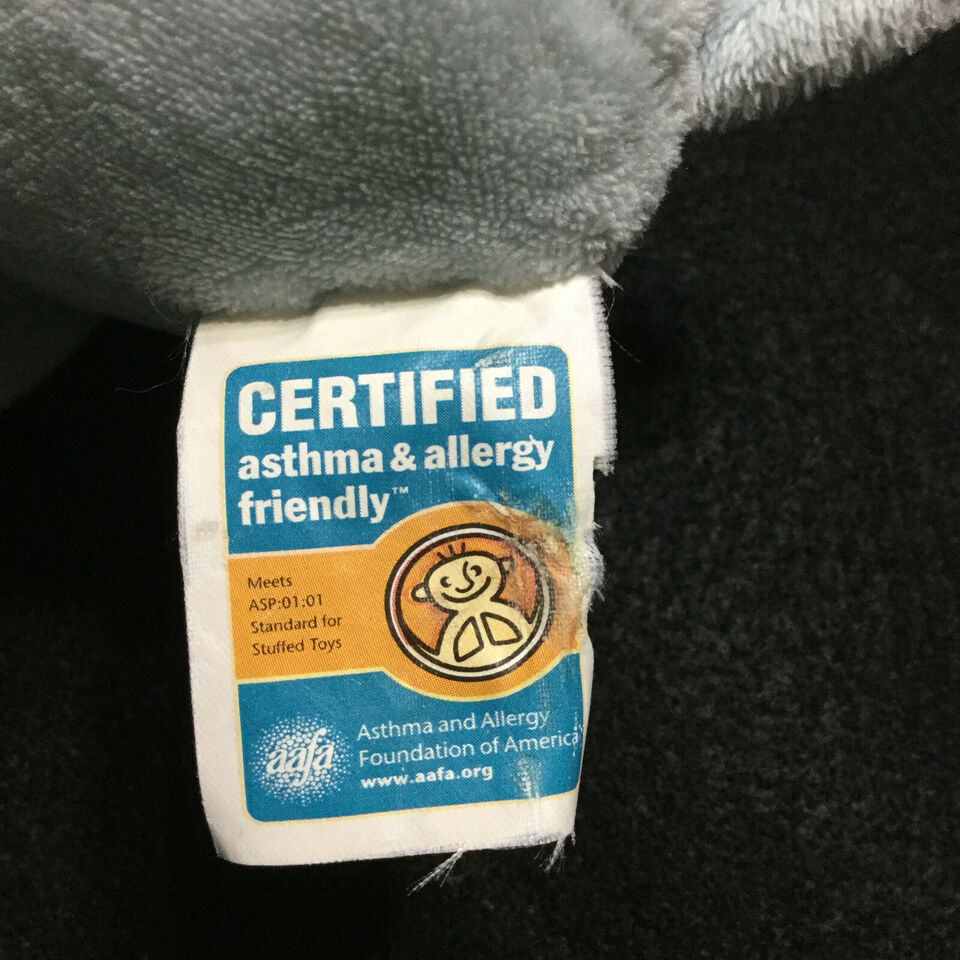 CERTIFIED
asthma & allergy
friendly™
Meets
ASP:01:01
Standard for
Stuffed Toys
aafa
Asthma and Allergy
Foundation of America
www.aafa.org